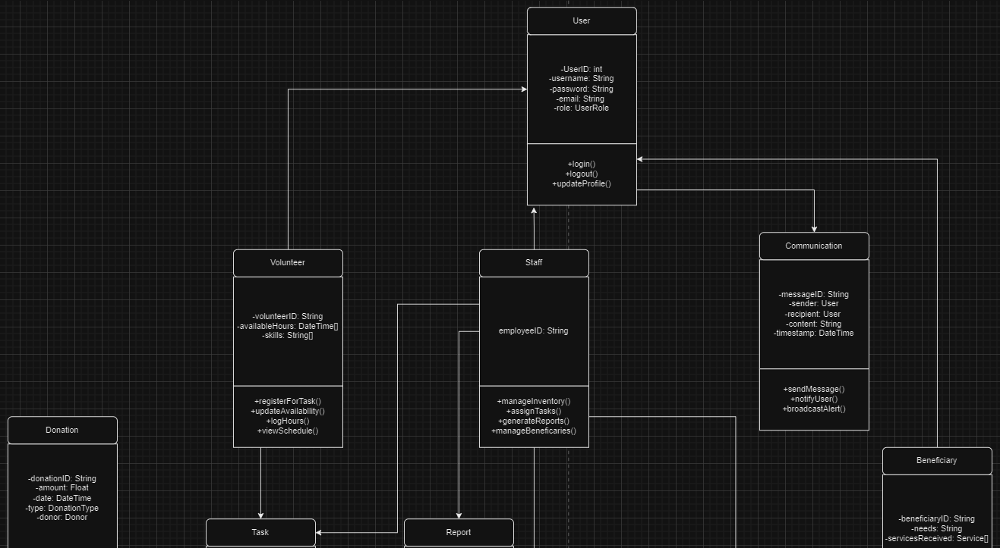 User
-UserID: int
-username: String
-password: String
-email: String
-role: UserRole
+login()
+logout()
+updateProfile()
Volunteer
-volunteerID: String
-availableHours: DateTime[]
-skills: String[]
+registerForTask()
+updateAvailability()
+logHours()
+viewSchedule()
Staff
employeeID: String
+manageInventory()
+assignTasks()
+generateReports()
+manageBeneficaries()
Communication
-messageID: String
-sender: User
-recipient: User
-content: String
-timestamp: DateTime
+sendMessage()
+notifyUser()
+broadcastAlert()
Donation
-donationID: String
-amount: Float
-date: DateTime
-type: DonationType
-donor: Donor
Beneficiary
-beneficiaryID: String
-needs: String
-servicesReceived: Service[]
Task
Report